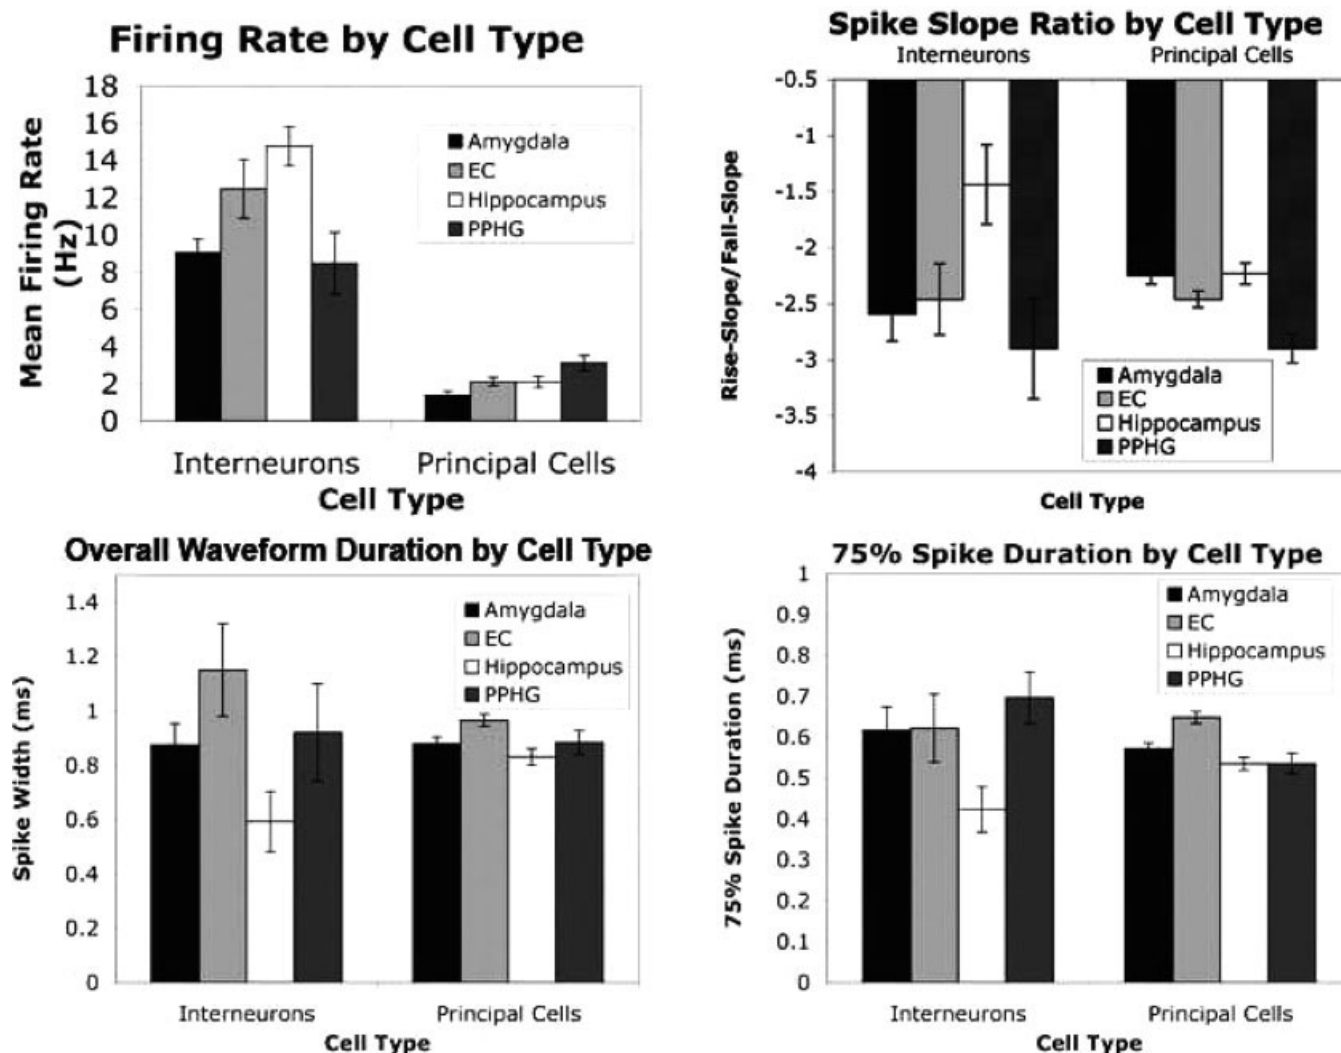 Firing Rate by Cell Type
Mean Firing Rate
(Hz)
18
16
14
12
10
8
6
4
2
0
Amygdala
EC
Hippocampus
PPHG
Interneurons Principal Cells
Cell Type
Spike Slope Ratio by Cell Type
Interneurons Principal Cells
Rise-Slope/Fall-Slope
-0.5
-1
-1.5
-2
-2.5
-3
-3.5
-4
Amygdala
EC
Hippocampus
PPHG
Cell Type
Overall Waveform Duration by Cell Type
Spike Width (ms)
1.4
1.2
1
0.8
0.6
0.4
0.2
0
Amygdala
EC
Hippocampus
PPHG
Interneurons Principal Cells
Cell Type
75% Spike Duration by Cell Type
75% Spike Duration (ms)
1
0.9
0.8
0.7
0.6
0.5
0.4
0.3
0.2
0.1
0
Amygdala
EC
Hippocampus
PPHG
Interneurons Principal Cells
Cell Type